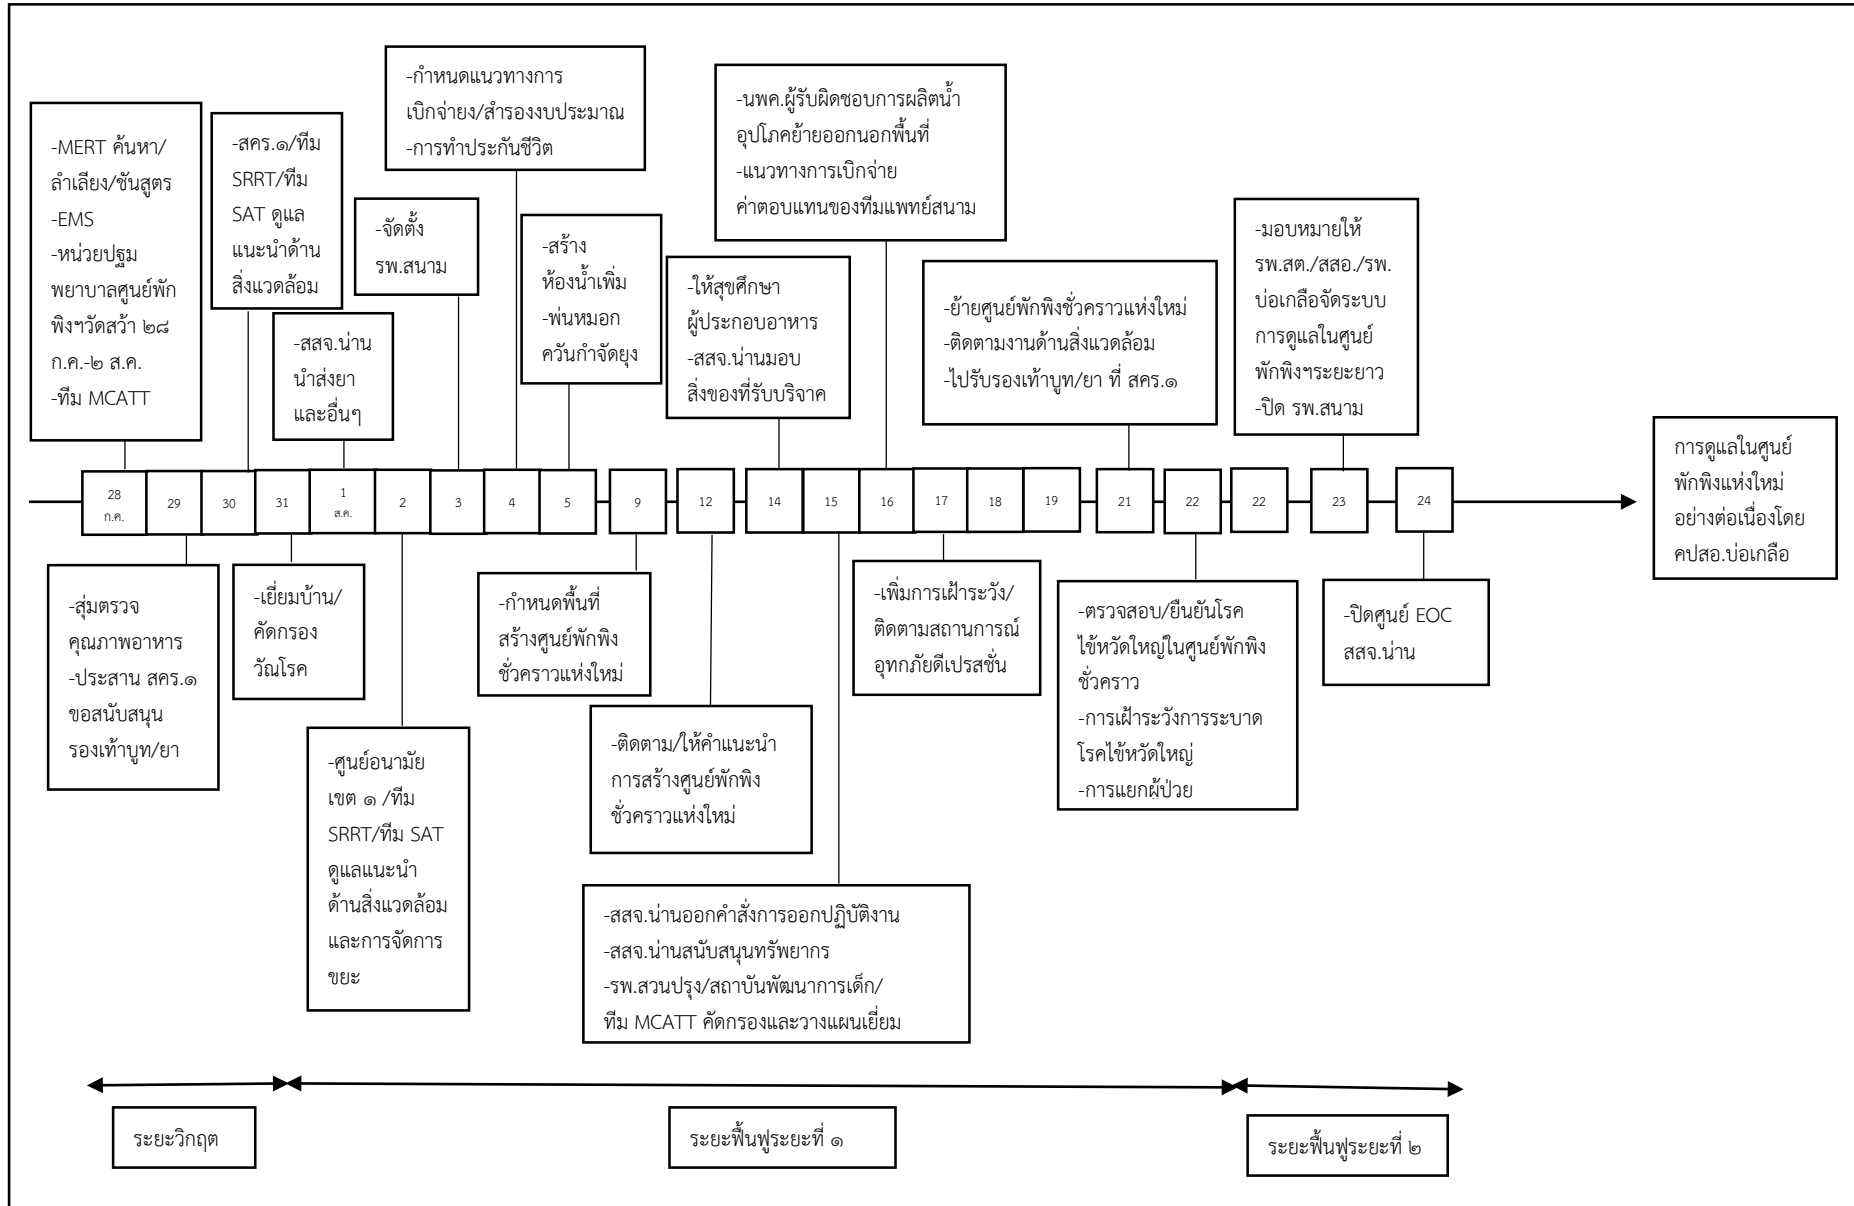 -MERT ค้นหา/
ลำเลียง/ชันสูตร
-EMS
-หน่วยปฐม
พยาบาลศูนย์พัก
พิงฯวัดสว้า ๒๘
ก.ค.-๒ ส.ค.
-ทีม MCATT
-สคร.๑/ทีม
SRRT/ทีม
SAT ดูแล
แนะนำด้าน
สิ่งแวดล้อม
-สสจ.น่าน
นำส่งยา
และอื่นๆ
-จัดตั้ง
รพ.สนาม
-กำหนดแนวทางการ
เบิกจ่ายง/สำรองงบประมาณ
-การทำประกันชีวิต
-สร้าง
ห้องน้ำเพิ่ม
-พ่นหมอก
ควันกำจัดยุง
-ให้สุขศึกษา
ผู้ประกอบอาหาร
-สสจ.น่านมอบ
สิ่งของที่รับบริจาค
-นพค.ผู้รับผิดชอบการผลิตน้ำ
อุปโภคย้ายออกนอกพื้นที่
-แนวทางการเบิกจ่าย
ค่าตอบแทนของทีมแพทย์สนาม
-ย้ายศูนย์พักพิงชั่วคราวแห่งใหม่
-ติดตามงานด้านสิ่งแวดล้อม
-ไปรับรองเท้าบูท/ยา ที่ สคร.๑
-มอบหมายให้
รพ.สต./สสอ./รพ.
บ่อเกลือจัดระบบ
การดูแลในศูนย์
พักพิงฯระยะยาว
-ปิด รพ.สนาม
การดูแลในศูนย์
พักพิงแห่งใหม่
อย่างต่อเนื่องโดย
คปสอ.บ่อเกลือ
28
ก.ค.
29
30
31
1
ส.ค.
2
3
4
5
9
12
14
15
16
17
18
19
21
22
22
23
24
-สุ่มตรวจ
คุณภาพอาหาร
-ประสาน สคร.๑
ขอสนับสนุน
รองเท้าบูท/ยา
-เยี่ยมบ้าน/
คัดกรอง
วัณโรค
-ศูนย์อนามัย
เขต ๑ /ทีม
SRRT/ทีม SAT
ดูแลแนะนำ
ด้านสิ่งแวดล้อม
และการจัดการ
ขยะ
-กำหนดพื้นที่
สร้างศูนย์พักพิง
ชั่วคราวแห่งใหม่
-ติดตาม/ให้คำแนะนำ
การสร้างศูนย์พักพิง
ชั่วคราวแห่งใหม่
-สสจ.น่านออกคำสั่งการออกปฏิบัติงาน
-สสจ.น่านสนับสนุนทรัพยากร
-รพ.สวนปรุง/สถาบันพัฒนาการเด็ก/
ทีม MCATT คัดกรองและวางแผนเยี่ยม
-เพิ่มการเฝ้าระวัง/
ติดตามสถานการณ์
อุทกภัยดีเปรสชั่น
-ตรวจสอบ/ยืนยันโรค
ไข้หวัดใหญ่ในศูนย์พักพิง
ชั่วคราว
-การเฝ้าระวังการระบาด
โรคไข้หวัดใหญ่
-การแยกผู้ป่วย
-ปิดศูนย์ EOC
สสจ.น่าน
ระยะวิกฤต
ระยะฟื้นฟูระยะที่ ๑
ระยะฟื้นฟูระยะที่ ๒